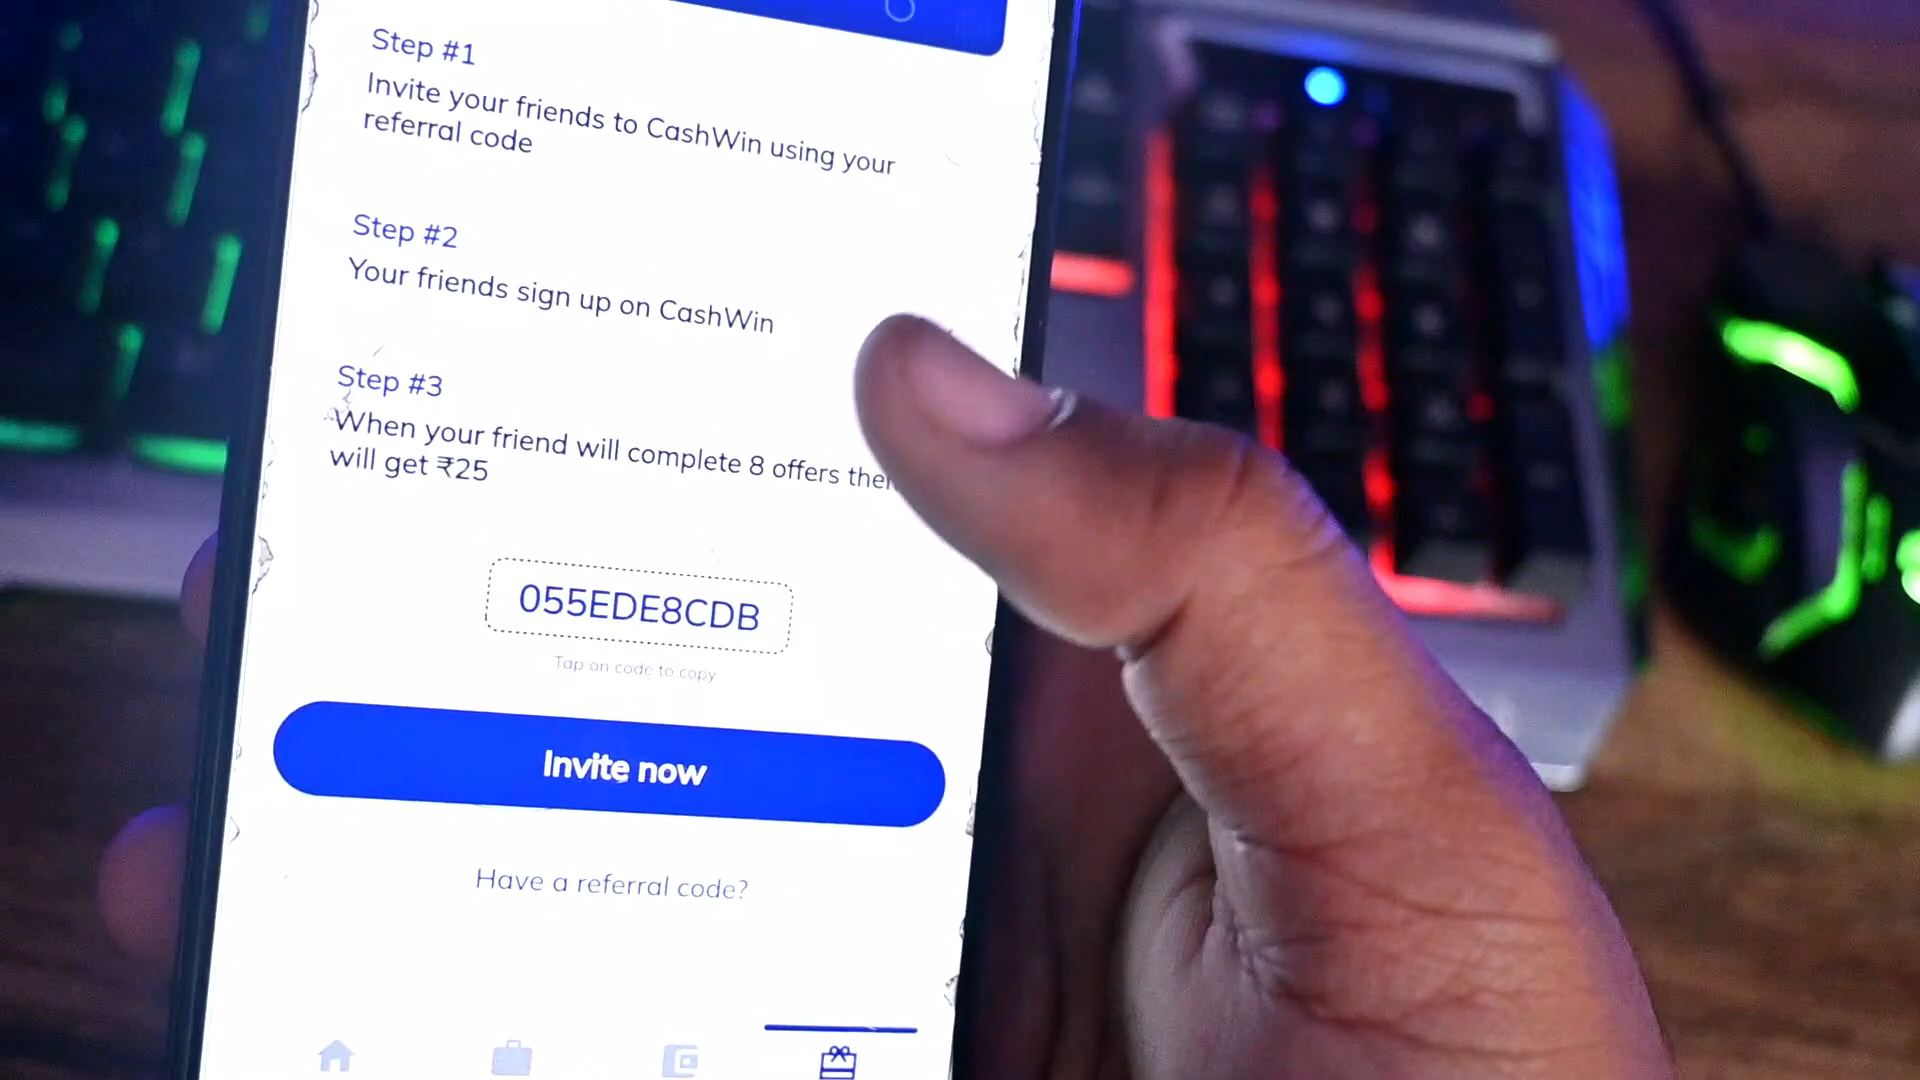 Step #1
Invite your friends to CashWin using your
referral code
Step #2
Your friends sign up on CashWin
Step #3
When your friend will complete 8 offers
will get ₹25
055EDE8CDB
Tap on code to copy
Invite now
Have a referral code?